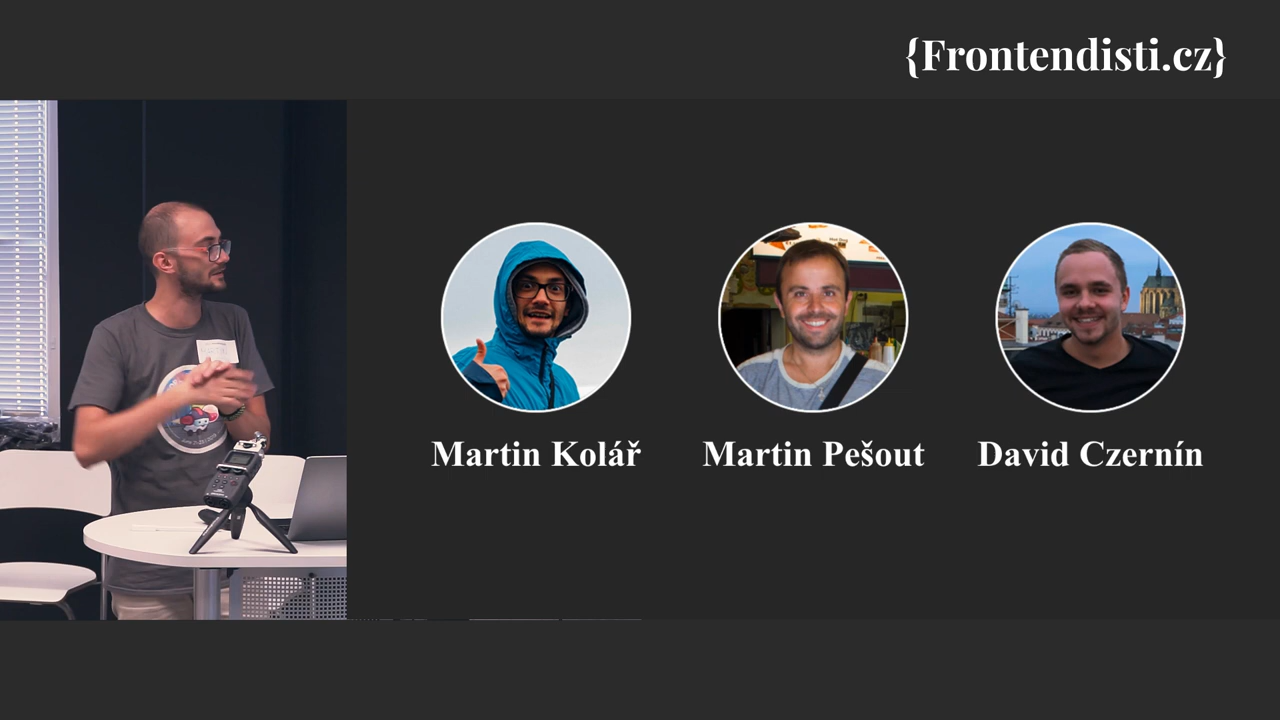 {Frontendisti.cz}
Martin Kolář
Martin Pešout
David Czernín